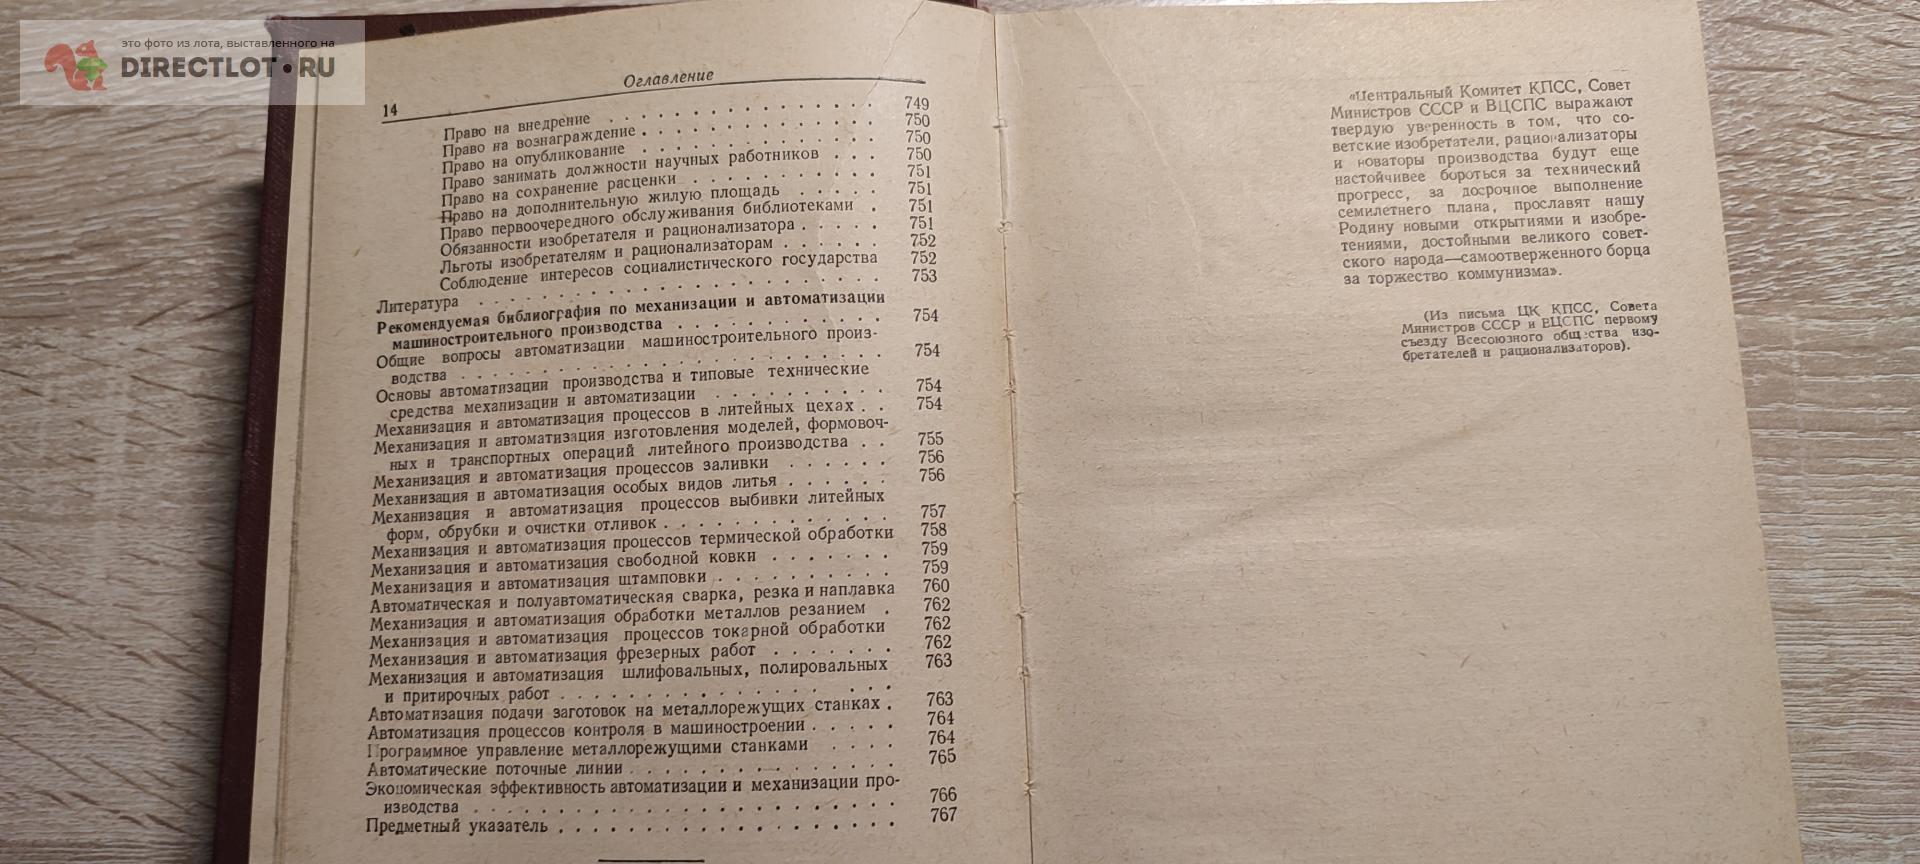 это фото из лота, выставленного на
DIRECTLOT.RU
Оглавление
14
Право на внедрение . . . . . . . . . . . . . . . . 749
Право на вознаграждение . . . . . . . . . . . . . . 750
Право на опубликование . . . . . . . . . . . . . . 750
Право занимать должности научных работников . . . 750
Право на сохранение расценки . . . . . . . . . . . 751
Право на дополнительную жилую площадь . . . . . 751
Право первоочередного обслуживания библиотеками . 751
Обязанности изобретателя и рационализатора . . . . . 751
Льготы изобретателям и рационализаторам . . . . . . 752
Соблюдение интересов социалистического государства 752
Литература . . . . . . . . . . . . . . . . . . . . 753
Рекомендуемая библиография по механизации и автоматизации
машиностроительного производства . . . . . . . . . . . 754
Общие вопросы автоматизации машиностроительного произ-
водства . . . . . . . . . . . . . . . . . . . . . 754
Основы автоматизации производства и типовые технические
средства механизации и автоматизации . . . . . . . . . 754
Механизация и автоматизация процессов в литейных цехах . . 754
Механизация и автоматизация изготовления моделей, формовоч-
ных и транспортных операций литейного производства . . 755
Механизация и автоматизация процессов заливки . . . . . . 756
Механизация и автоматизация особых видов литья . . . . . . 756
Механизация и автоматизация процессов выбивки литейных
форм, обрубки и очистки отливок . . . . . . . . . . . . . 757
Механизация и автоматизация процессов термической обработки 758
Механизация и автоматизация свободной ковки . . . . . . . 759
Механизация и автоматизация штамповки . . . . . . . . . . 759
Автоматическая и полуавтоматическая сварка, резка и наплавка 760
Механизация и автоматизация обработки металлов резанием . 762
Механизация и автоматизация процессов токарной обработки 762
Механизация и автоматизация фрезерных работ . . . . . . . 762
Механизация и автоматизация шлифовальных, полировальных 763
и притирочных работ . . . . . . . . . . . . . . . .
Автоматизация подачи заготовок на металлорежущих станках . 763
Автоматизация процессов контроля в машиностроении . . . . . 764
Программное управление металлорежущими станками . . . . 764
Автоматические поточные линии . . . . . . . . . . . . . . 765
Экономическая эффективность автоматизации и механизации про-
изводства . . . . . . . . . . . . . . . . . . . . 766
Предметный указатель . . . . . . . . . . . . . . . . . . 767
«Центральный Комитет КПСС, Совет
Министров СССР и ВЦСПС выражают
твердую уверенность в том, что со-
ветские изобретатели, рационализаторы
и новаторы производства будут еще
настойчивее бороться за технический
прогресс, за досрочное выполнение
семилетнего плана, прославят нашу
Родину новыми открытиями и изобре-
тениями, достойными великого совет-
ского народа—самоотверженного борца
за торжество коммунизма».
(Из письма ЦК КПСС, Совета
Министров СССР и ВЦСПС первому
съезду Всесоюзного общества изо-
бретателей и рационализаторов).